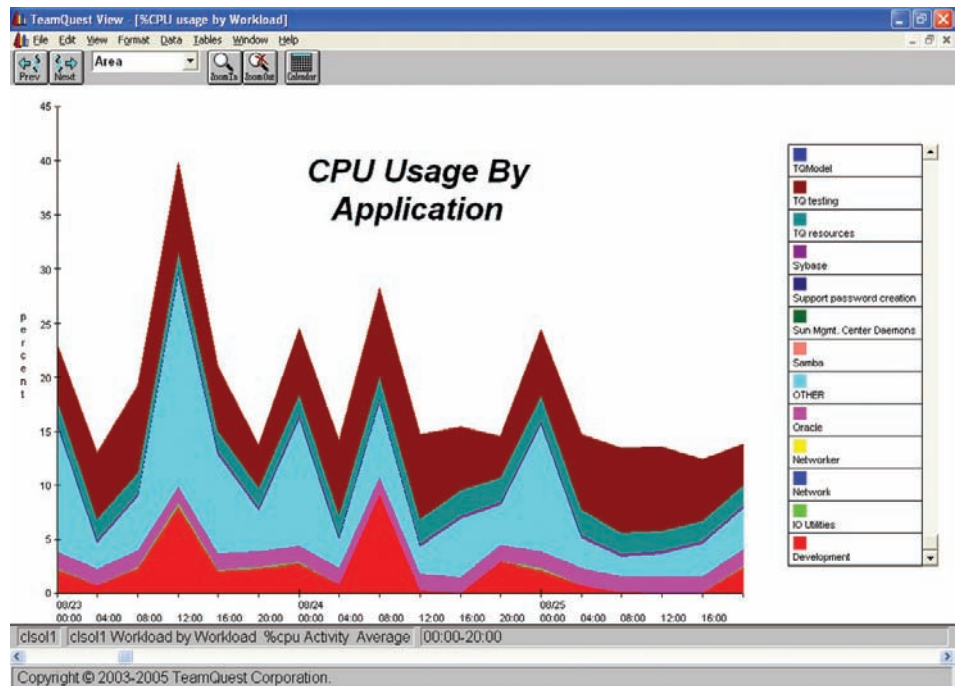 TeamQuest View - [%CPU usage by Workload]
File Edit View Format Data Tables Window Help
Prev Next Area Zoom In Zoom Out Calendar
CPU Usage By
Application
percent
45
40
35
30
25
20
15
10
5
0
08/23 08/24 08/25
00:00 04:00 08:00 12:00 16:00 20:00 00:00 04:00 08:00 12:00 16:00 20:00 00:00 04:00 08:00 12:00 16:00
TQModel
TQ testing
TQ resources
Sybase
Support password creation
Sun Mgmt. Center Daemons
Samba
OTHER
Oracle
Networker
Network
IO Utilities
Development
clsol1 clsol1 Workload by Workload %cpu Activity Average 00:00-20:00
Copyright © 2003-2005 TeamQuest Corporation.